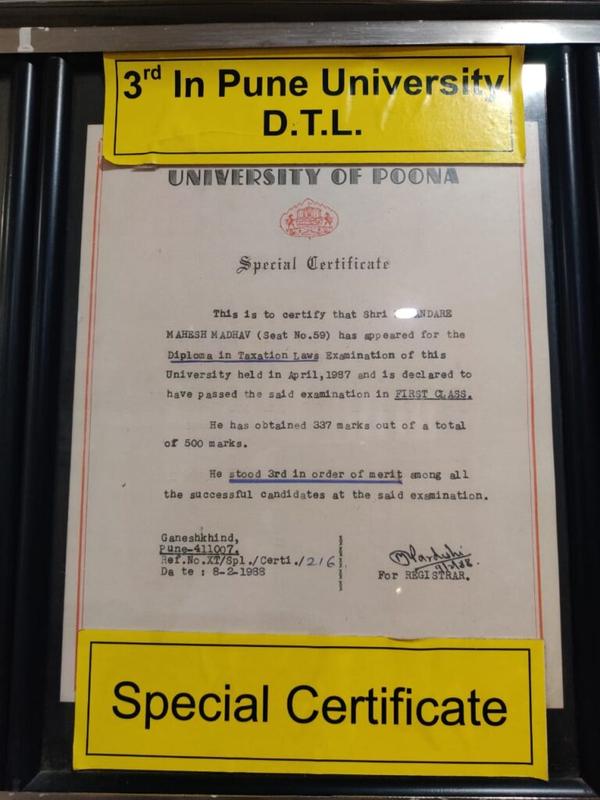 3rd In Pune University
D.T.L.
UNIVERSITY OF POONA
Special Certificate
This is to certify that Shri ANDARE
MAHESH MADHAV (Seat No.59) has appeared for the
Diploma in Taxation Laws Examination of this
University held in April,1987 and is declared to
have passed the said examination in FIRST CLASS.
He has obtained 337 marks out of a total
of 500 marks.
He stood 3rd in order of merit among all
the successful candidates at the said examination.
Ganeshkhind,
Pune-411007.
Ref.No.XT/Spl./Certi./216
Date : 8-2-1988
For REGISTRAR.
Special Certificate